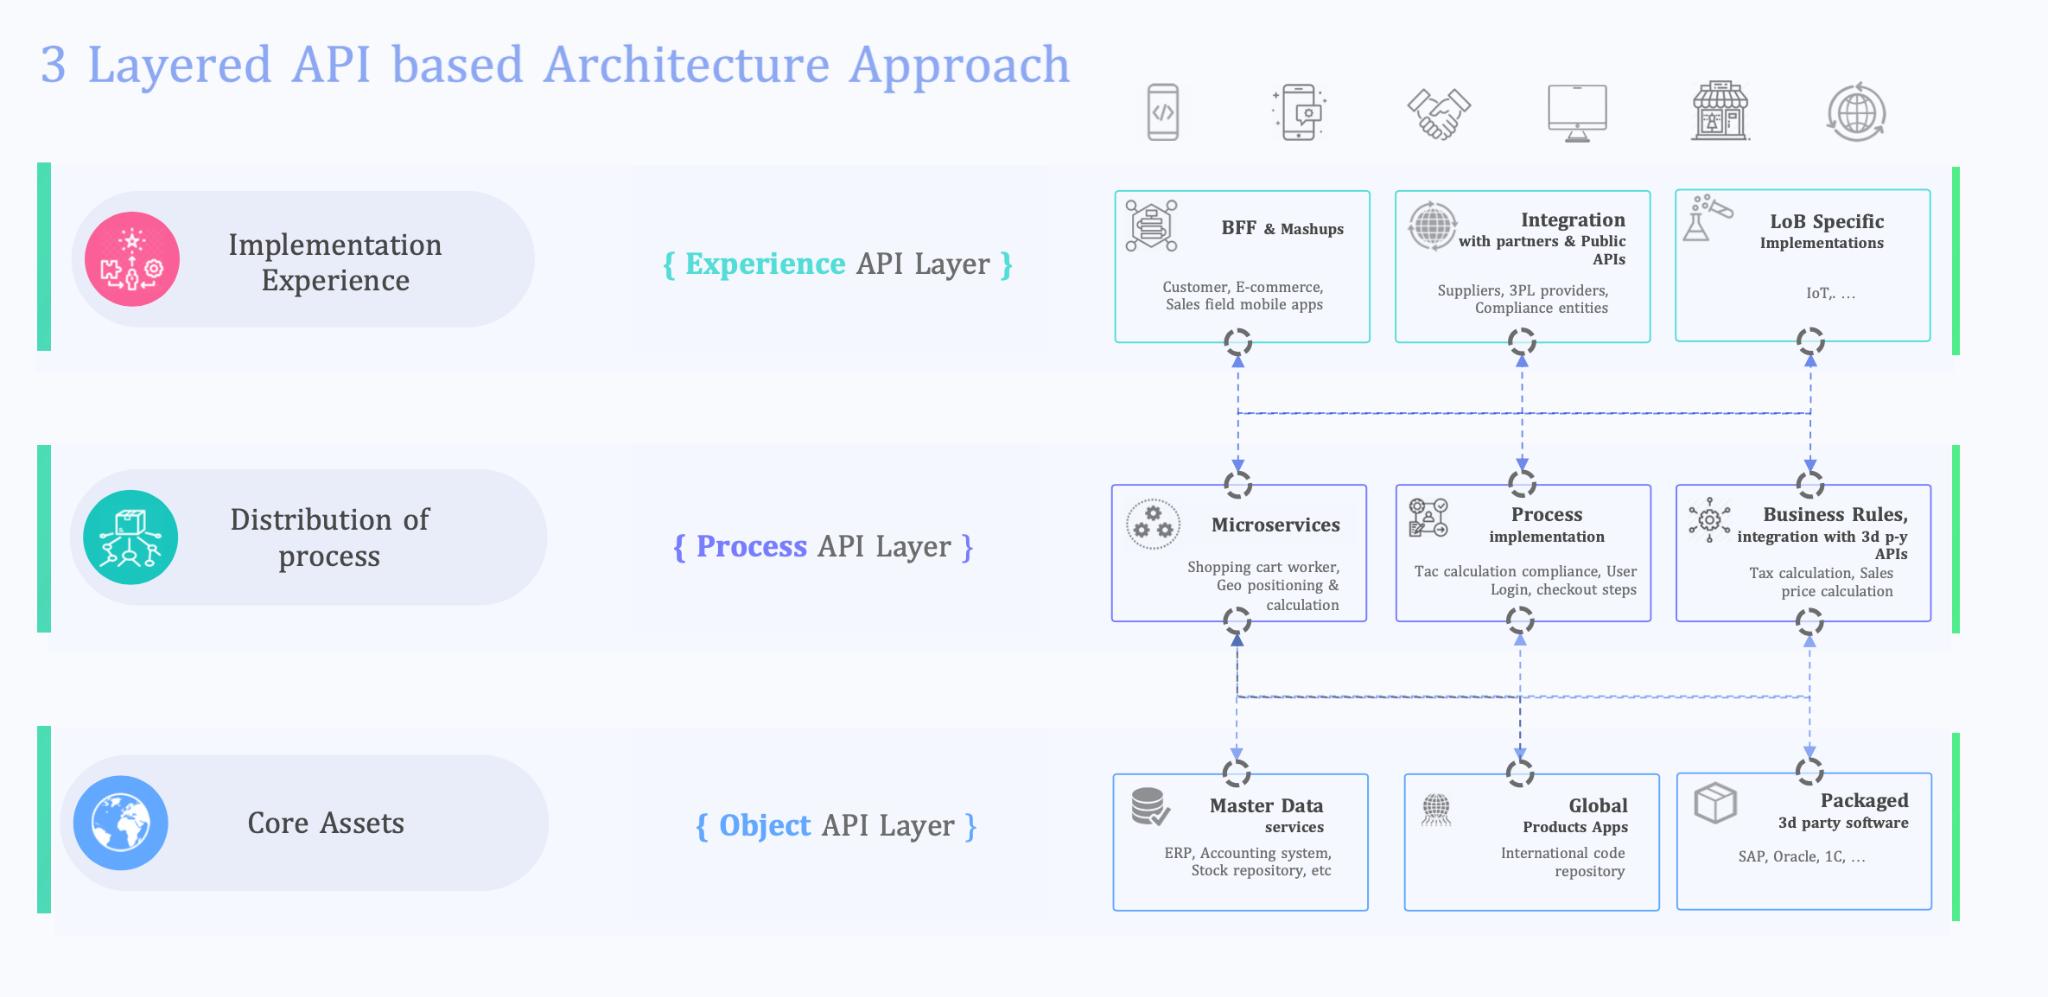 3 Layered API based Architecture Approach
Implementation
Experience
{ Experience API Layer }
BFF & Mashups
Customer, E-commerce,
Sales field mobile apps
Integration
with partners & Public
APIs
Suppliers, 3PL providers,
Compliance entities
LoB Specific
Implementations
IoT,. ...
Distribution of
process
{ Process API Layer }
Microservices
Shopping cart worker,
Geo positioning &
calculation
Process
implementation
Tac calculation compliance, User
Login, checkout steps
Business Rules,
integration with 3d p-y
APIs
Tax calculation, Sales
price calculation
Core Assets
{ Object API Layer }
Master Data
services
ERP, Accounting system,
Stock repository, etc
Global
Products Apps
International code
repository
Packaged
3d party software
SAP, Oracle, 1C, ...